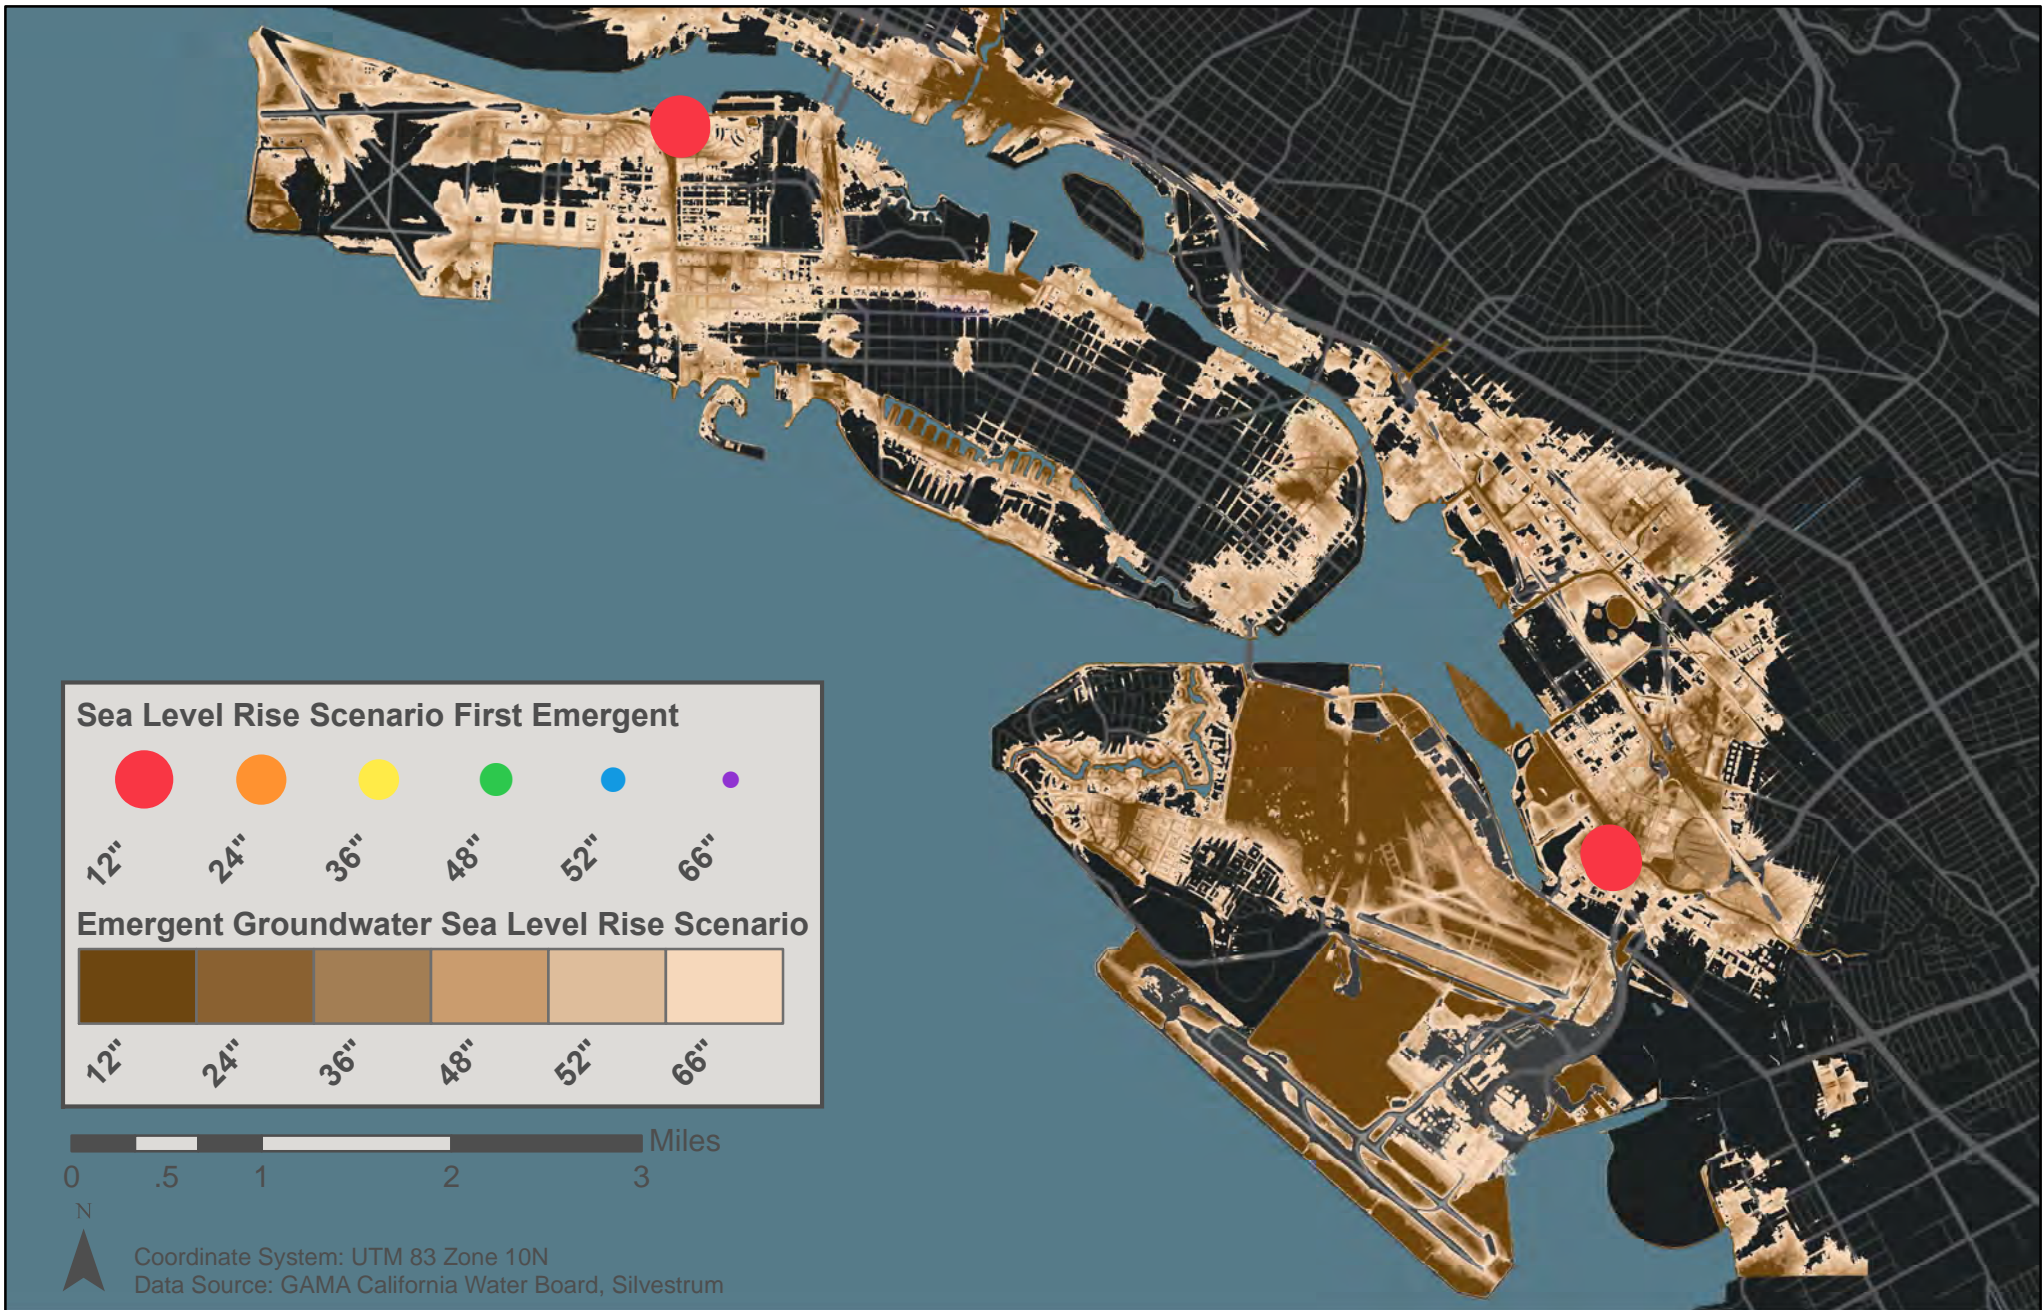 Sea Level Rise Scenario First Emergent
12" 24" 36" 48" 52" 66"
Emergent Groundwater Sea Level Rise Scenario
12" 24" 36" 48" 52" 66"
Miles
0 .5 1 2 3
N
Coordinate System: UTM 83 Zone 10N
Data Source: GAMA California Water Board, Silvestrum